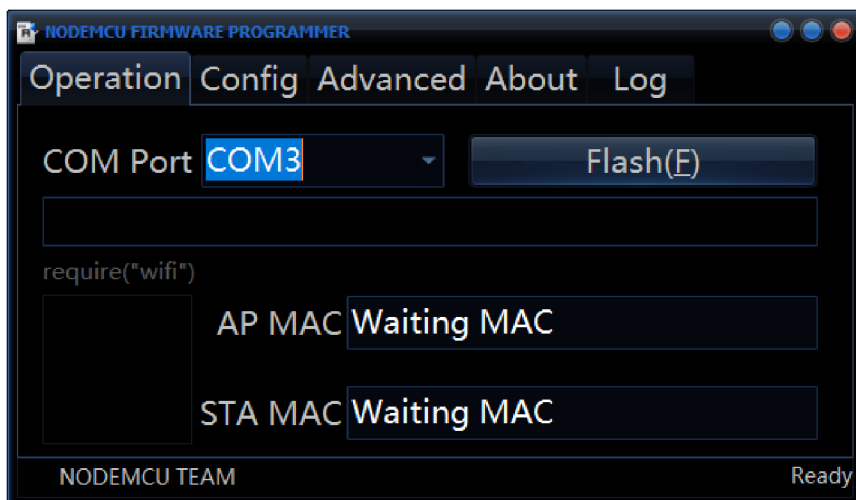 NODEMCU FIRMWARE PROGRAMMER
Operation Config Advanced About Log
COM Port COM3 Flash(F)
require("wifi")
AP MAC Waiting MAC
STA MAC Waiting MAC
NODEMCU TEAM Ready